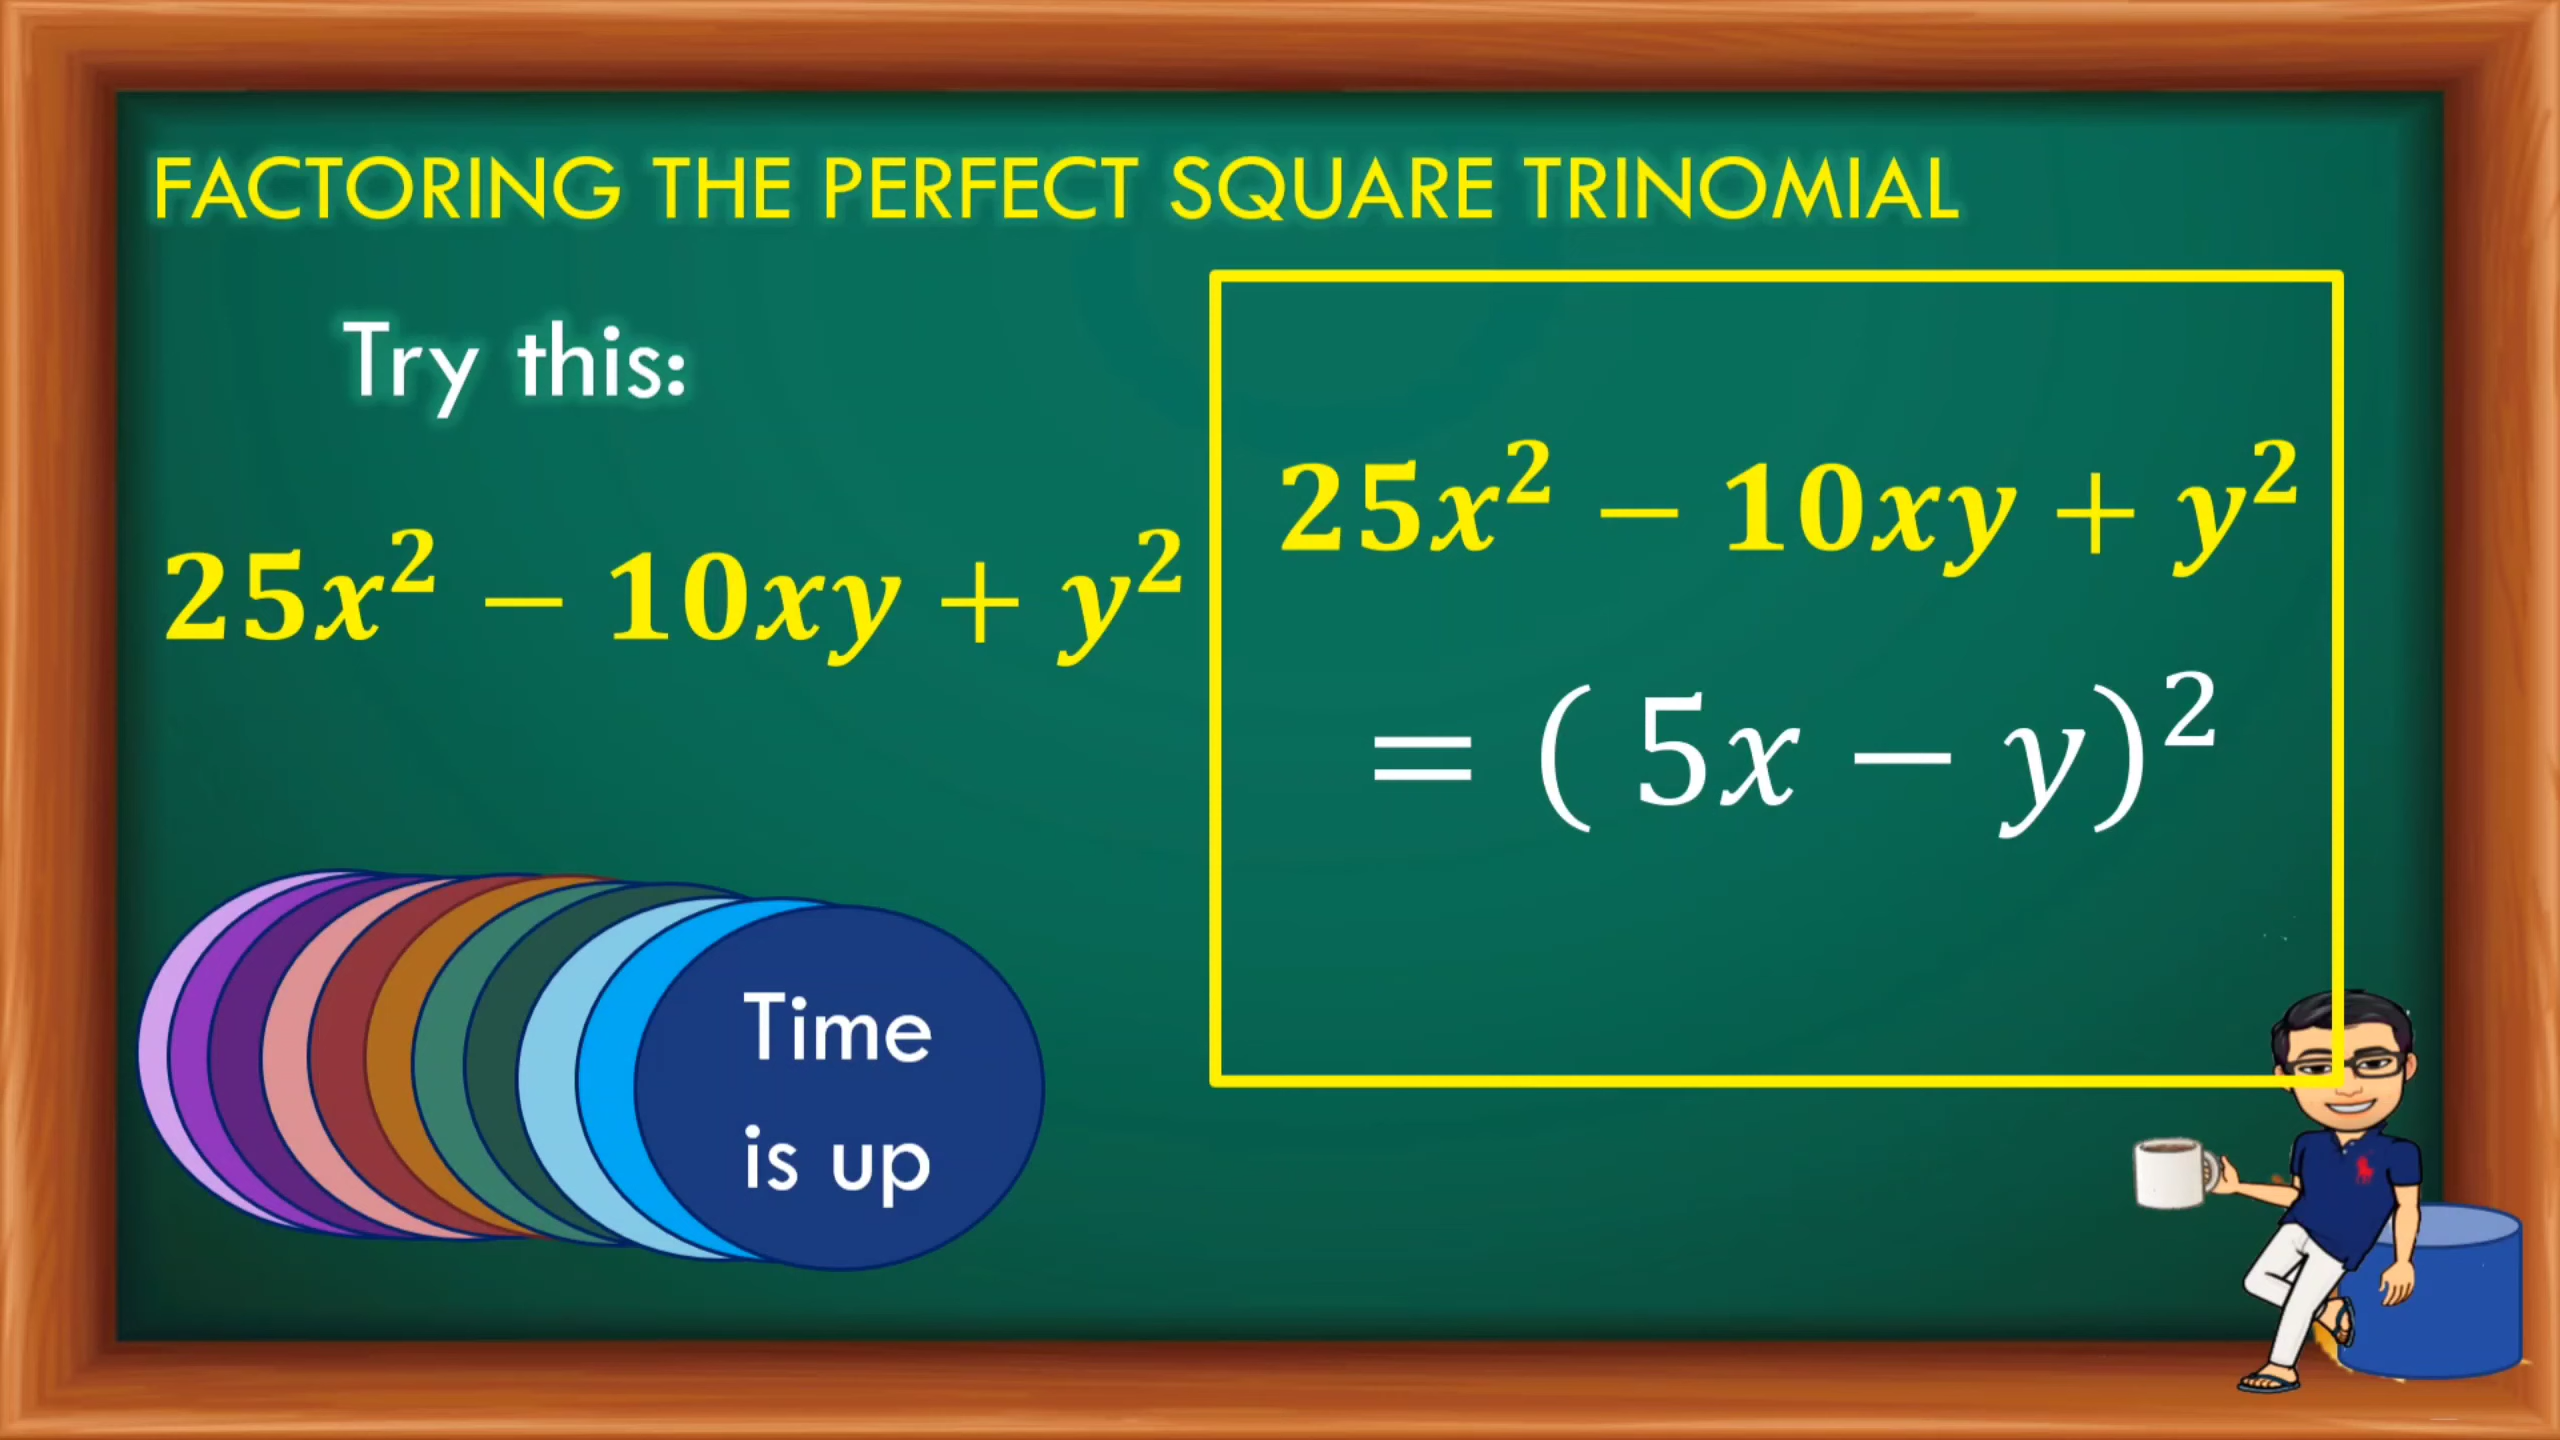 FACTORING THE PERFECT SQUARE TRINOMIAL
Try this:
25x² − 10xy + y²
25x² − 10xy + y²
= ( 5x − y)²
Time
is up